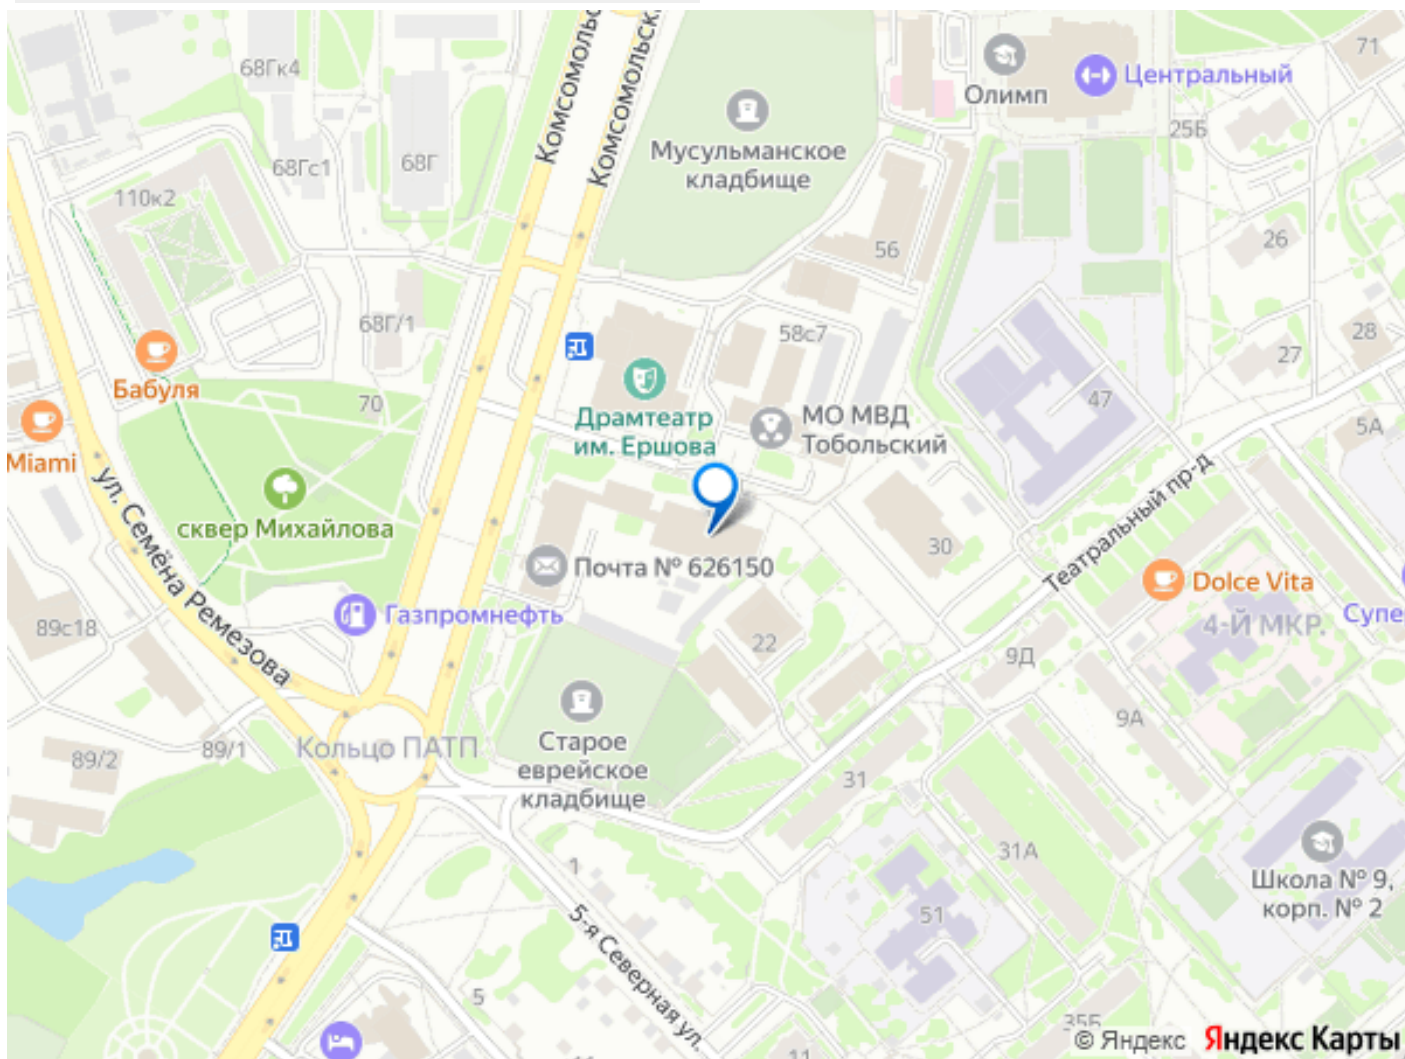 Комсомольс
Комсомольска
68Гк4
68Гс1
68Г
110к2
Мусульманское
кладбище
Олимп
Центральный
71
25Б
26
56
58с7
68Г/1
Бабуля
70
Miami
Драмтеатр
им. Ершова
МО МВД
Тобольский
47
27
28
5А
ул. Семёна Ремезова
сквер Михайлова
Газпромнефть
Почта № 626150
30
Театральный пр-д
Dolce Vita
4-Й МКР.
Супе
89с18
22
9Д
9А
89/2
89/1
Кольцо ПАТП
Старое
еврейское
кладбище
31
31А
1
5-я Северная ул.
51
Школа № 9,
корп. № 2
5
11
35Б
© Яндекс Яндекс Карты